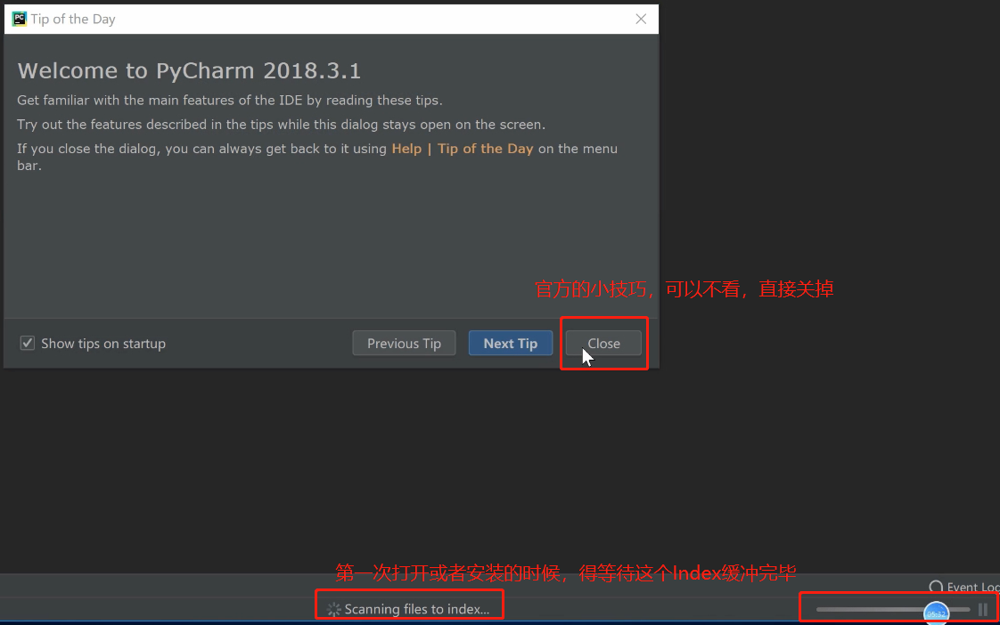 PC
Tip of the Day
Welcome to PyCharm 2018.3.1
Get familiar with the main features of the IDE by reading these tips.
Try out the features described in the tips while this dialog stays open on the screen.
If you close the dialog, you can always get back to it using Help | Tip of the Day on the menu
bar.
官方的小技巧，可以不看，直接关掉
Show tips on startup
Previous Tip
Next Tip
Close
第一次打开或者安装的时候，得等待这个Index缓冲完毕
Event Log
Scanning files to index...
05:32